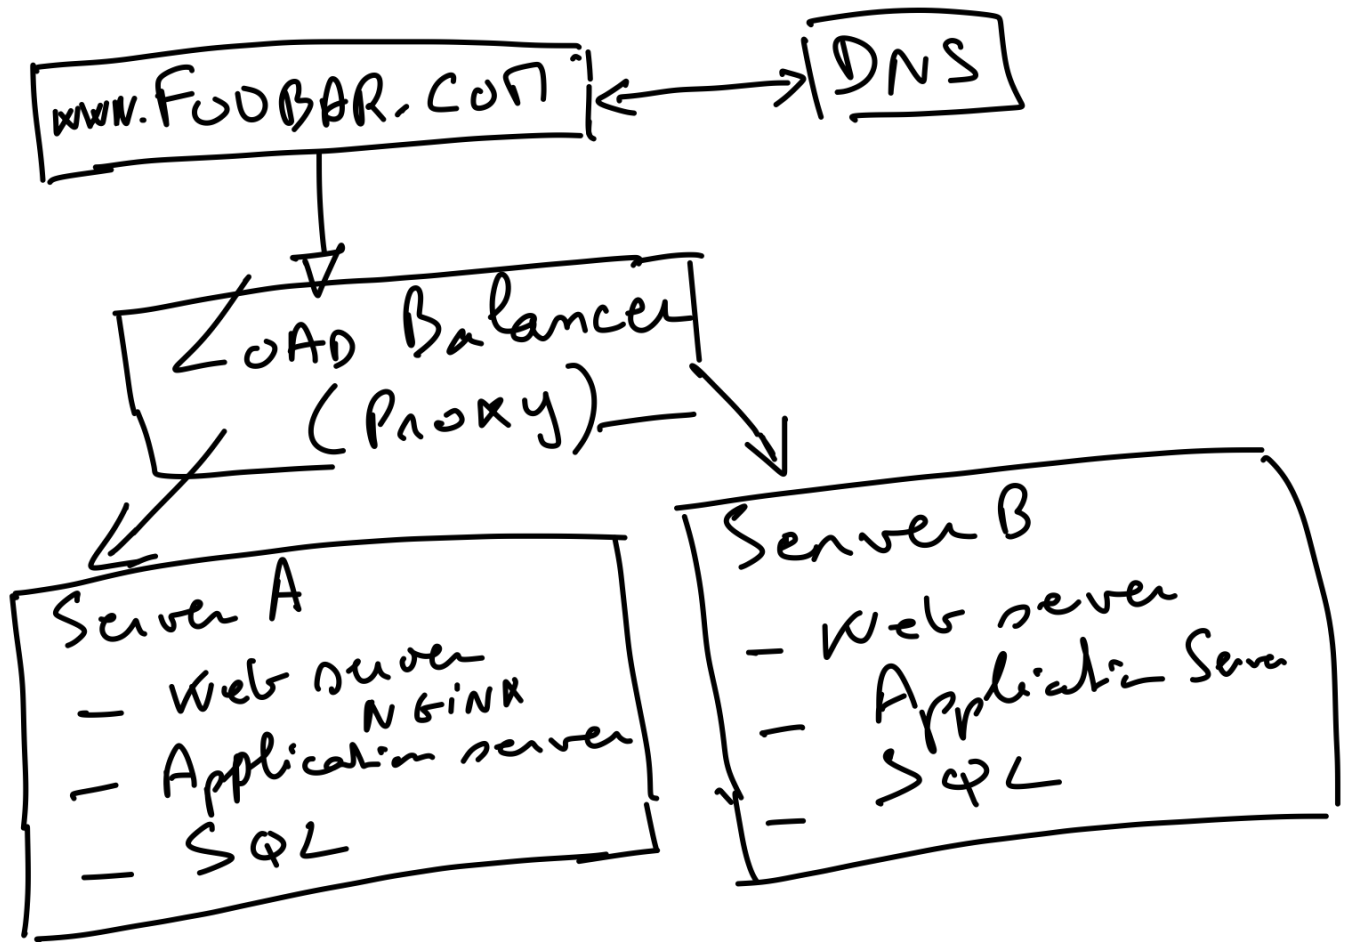 www.FOOBAR.COM
DNS
LOAD Balancer
(Proxy)
Server A
- Web server
NGiNX
- Application server
- SQL
Server B
- Web server
- Application Server
- SQL